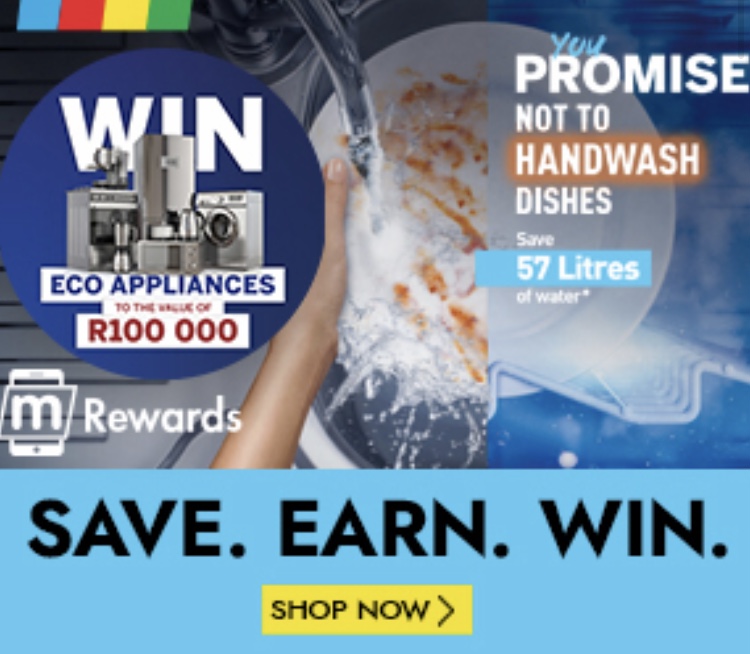 WIN
ECO APPLIANCES
TO THE VALUE OF
R100 000
m Rewards
You
PROMISE
NOT TO
HANDWASH
DISHES
Save
57 Litres
of water*
SAVE. EARN. WIN.
SHOP NOW >